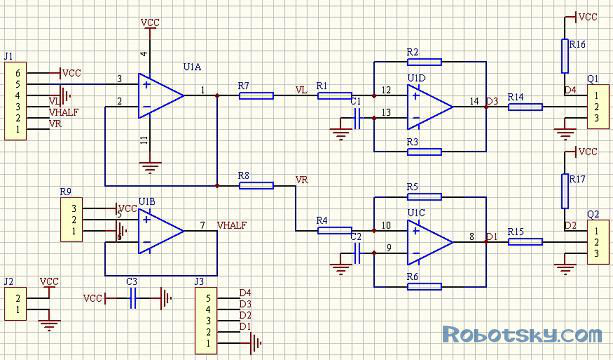 VCC
VCC
R16
J1
U1A
R2
Q1
6
VCC
4
U1D
D4
1
5
3
1
R7
VL
R1
12
14
D3
R14
2
4
VL
2
C1
13
3
3
VHALF
2
VR
11
R3
VCC
1
R8
VR
R5
R17
R9
U1B
Q2
3
VCC
R4
10
U1C
D2
1
2
5
7
VHALF
8
D1
R15
2
1
6
C2
9
3
J2
VCC
C3
J3
R6
2
VCC
5
D4
1
4
D3
3
D2
2
D1
1
Robotsky.com